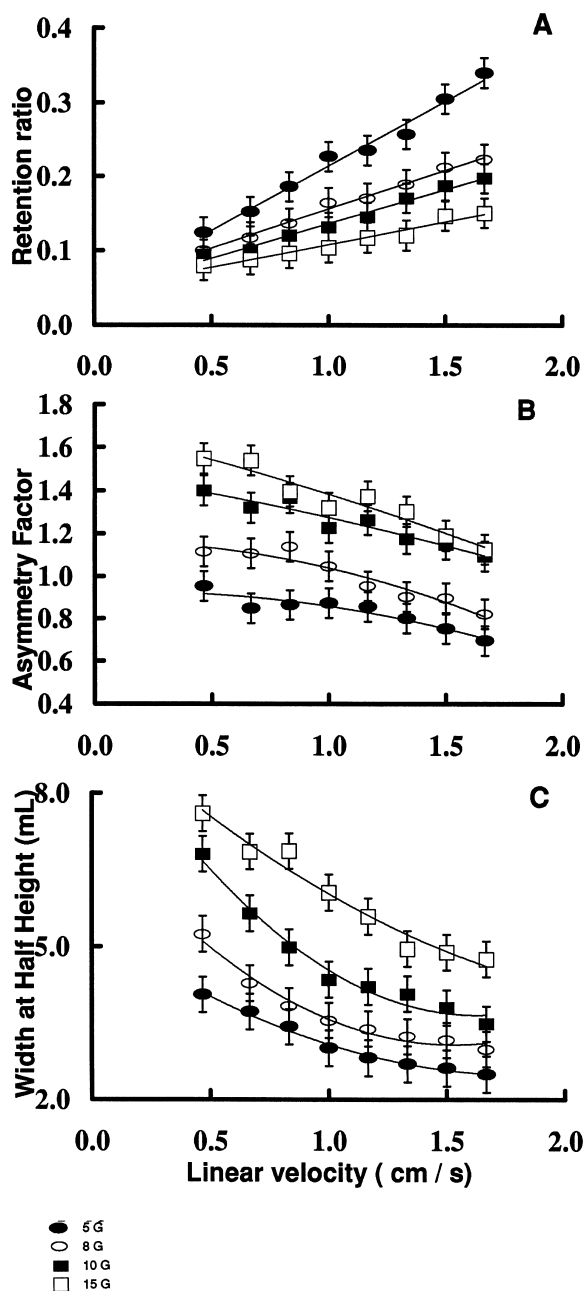 A
Retention ratio
0.4
0.3
0.2
0.1
0.0
0.0 0.5 1.0 1.5 2.0
B
Asymmetry Factor
1.8
1.6
1.4
1.2
1.0
0.8
0.6
0.4
0.0 0.5 1.0 1.5 2.0
C
Width at Half Height (mL)
8.0
5.0
2.0
0.0 0.5 1.0 1.5 2.0
Linear velocity ( cm / s)
5 G
8 G
10 G
15 G